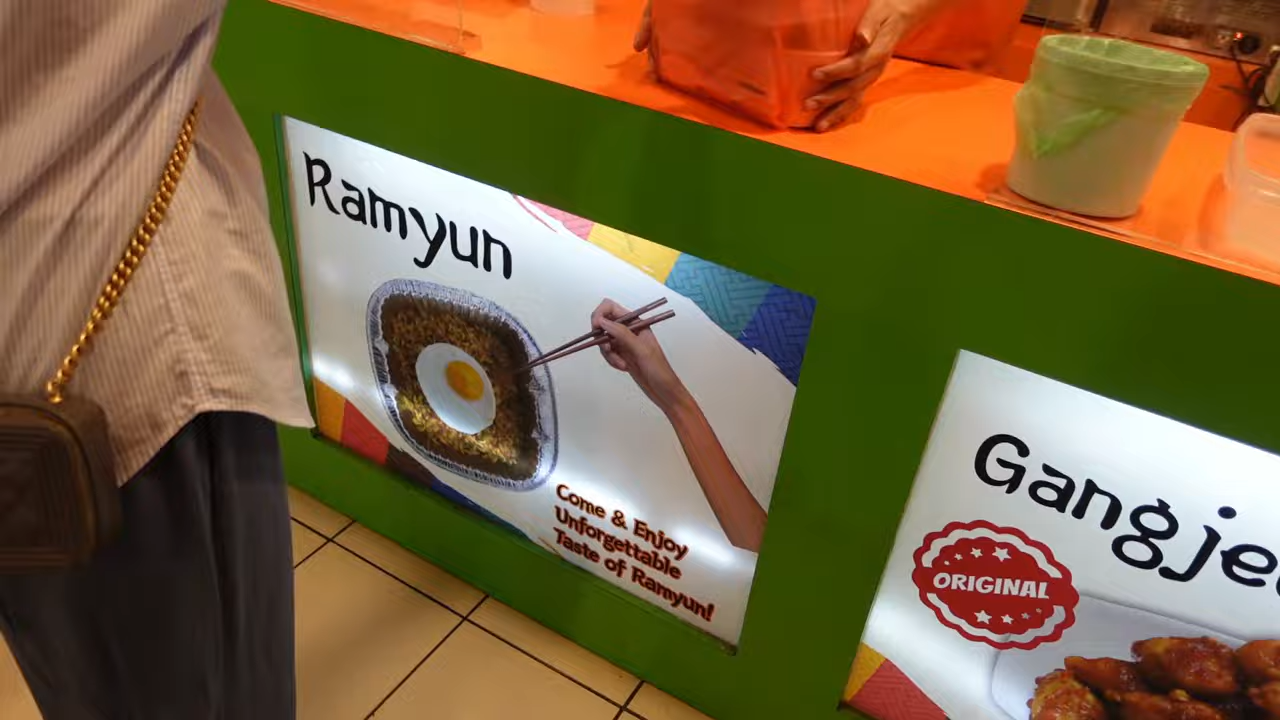 Ramyun
Come & Enjoy
Unforgettable
Taste of Ramyun!
ORIGINAL